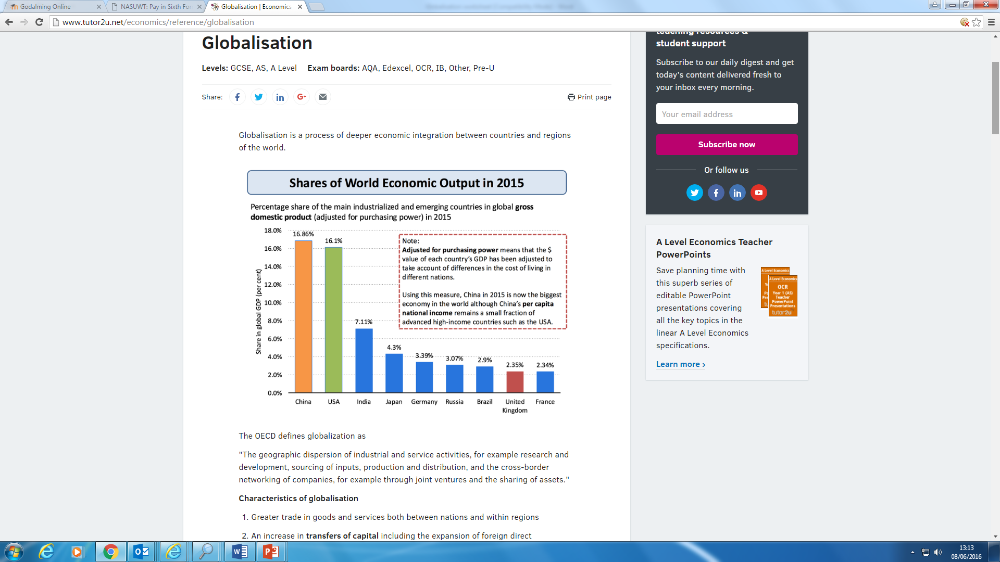 Godalming Online
NASUWT: Pay in Sixth For
Globalisation | Economics
www.tutor2u.net/economics/reference/globalisation
Globalisation
Levels: GCSE, AS, A Level Exam boards: AQA, Edexcel, OCR, IB, Other, Pre-U
Share:
Print page
Globalisation is a process of deeper economic integration between countries and regions
of the world.
Shares of World Economic Output in 2015
Percentage share of the main industrialized and emerging countries in global gross
domestic product (adjusted for purchasing power) in 2015
Share in global GDP (per cent)
18.0%
16.0%
14.0%
12.0%
10.0%
8.0%
6.0%
4.0%
2.0%
0.0%
16.86%
16.1%
7.11%
4.3%
3.39%
3.07%
2.9%
2.35%
2.34%
China
USA
India
Japan
Germany
Russia
Brazil
United
Kingdom
France
Note:
Adjusted for purchasing power means that the $
value of each country's GDP has been adjusted to
take account of differences in the cost of living in
different nations.
Using this measure, China in 2015 is now the biggest
economy in the world although China's per capita
national income remains a small fraction of
advanced high-income countries such as the USA.
The OECD defines globalization as
"The geographic dispersion of industrial and service activities, for example research and
development, sourcing of inputs, production and distribution, and the cross-border
networking of companies, for example through joint ventures and the sharing of assets."
Characteristics of globalisation
1. Greater trade in goods and services both between nations and within regions
2. An increase in transfers of capital including the expansion of foreign direct
teaching resources &
student support
Subscribe to our daily digest and get
today's content delivered fresh to
your inbox every morning.
Your email address
Subscribe now
Or follow us
A Level Economics Teacher
PowerPoints
Save planning time with
this superb series of
editable PowerPoint
presentations covering
all the key topics in the
linear A Level Economics
specifications.
A Level Economics
A Level Economics
OCR
Year 1 (AS)
Teacher
PowerPoint
Presentations
tutor2u
Learn more ›
13:13
08/06/2016